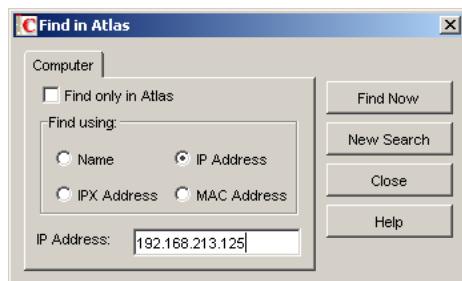 Find in Atlas
Computer
Find only in Atlas
Find using:
Name
IP Address
IPX Address
MAC Address
IP Address:
192.168.213.125
Find Now
New Search
Close
Help